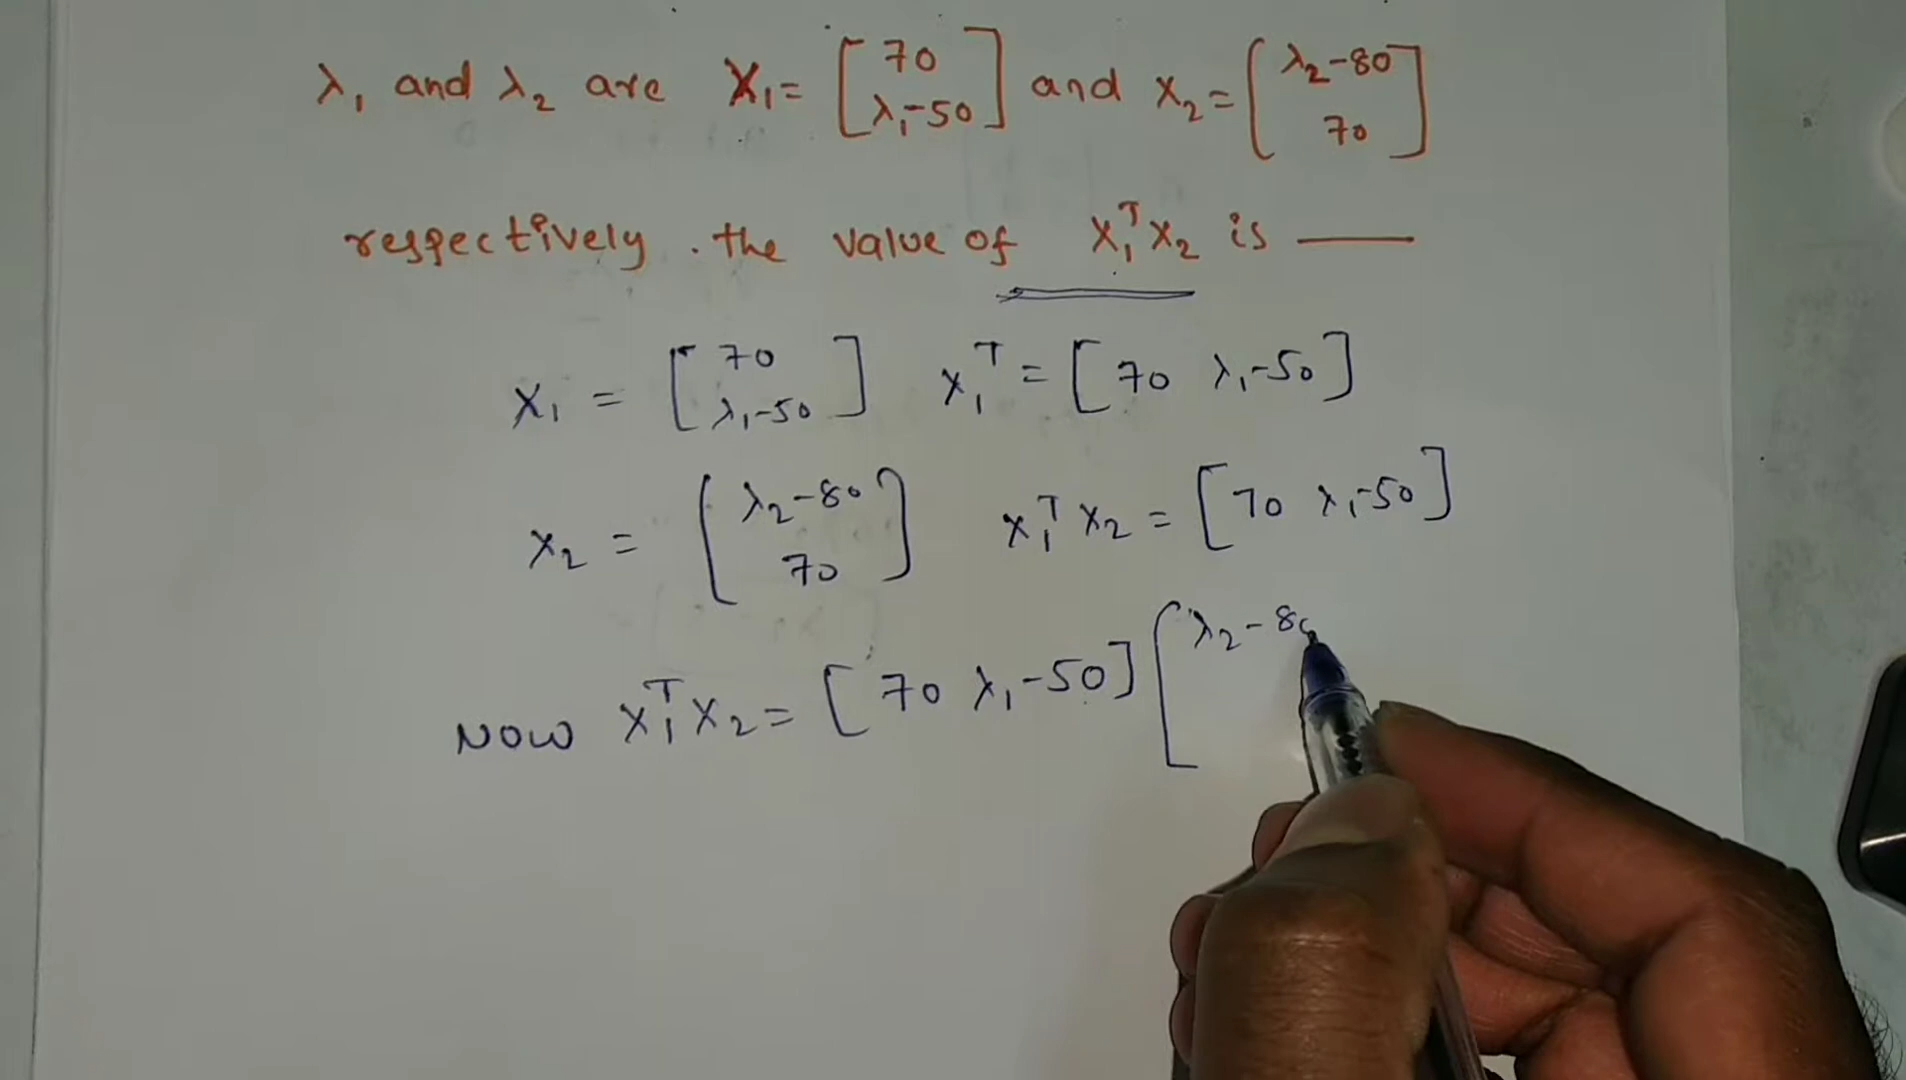 λ₁ and λ₂ are X₁ = [70 λ₁-50] and X₂ = [λ₂-80 70]
respectively. the value of X₁ᵀX₂ is ——
X₁ = [70 λ₁-50] X₁ᵀ = [70 λ₁-50]
X₂ = [λ₂-80 70] X₁ᵀX₂ = [70 λ₁-50]
NOW X₁ᵀX₂ = [70 λ₁-50] [λ₂-80